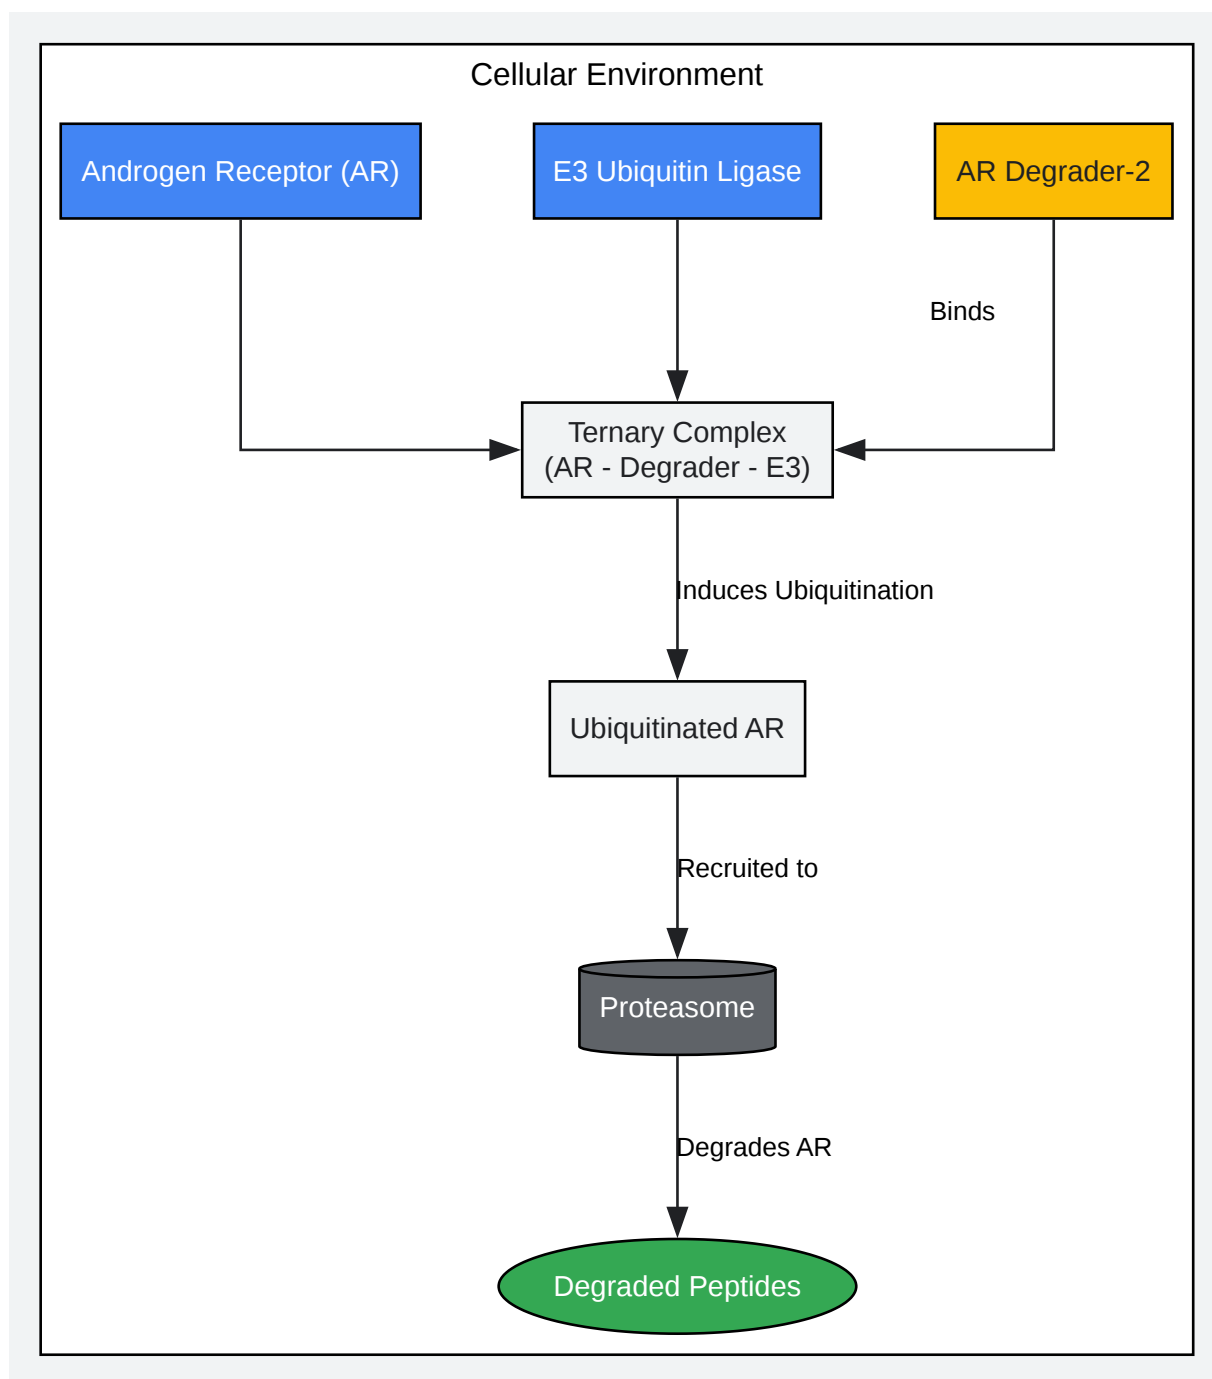 Cellular Environment
Androgen Receptor (AR)
E3 Ubiquitin Ligase
AR Degrader-2
Binds
Ternary Complex
(AR - Degrader - E3)
Induces Ubiquitination
Ubiquitinated AR
Recruited to
Proteasome
Degrades AR
Degraded Peptides